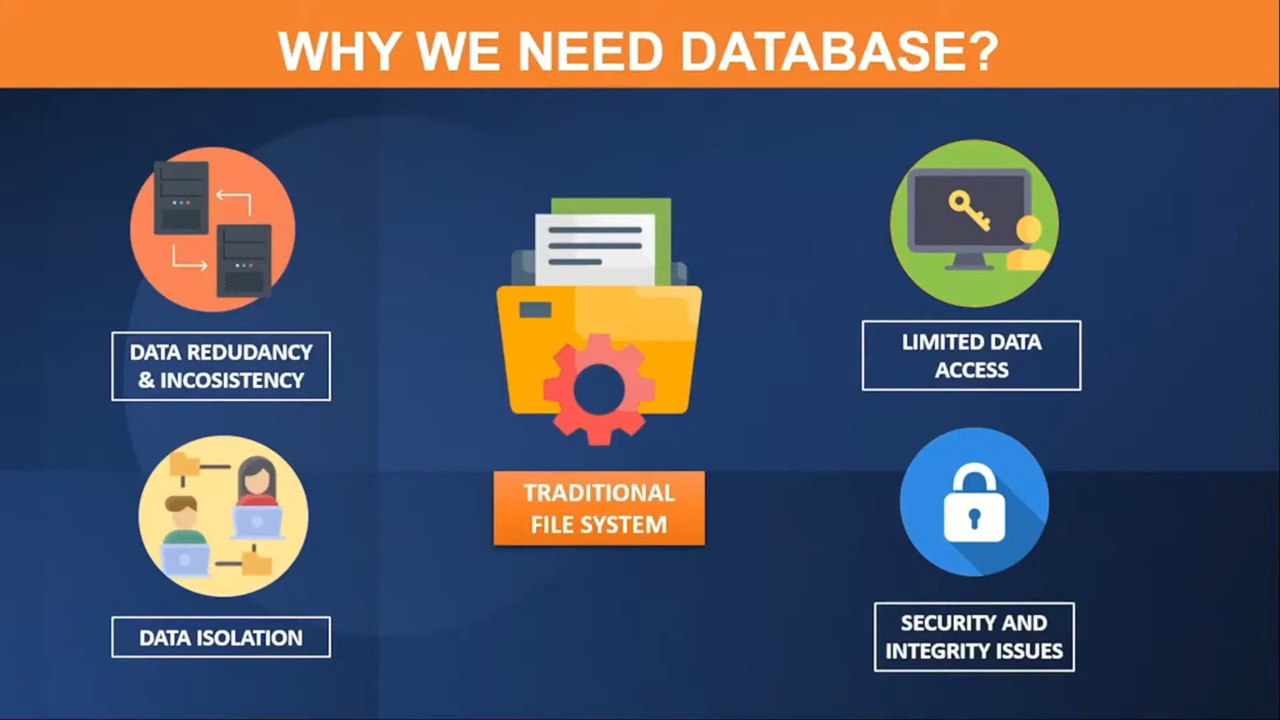 WHY WE NEED DATABASE?
DATA REDUDANCY
& INCOSISTENCY
TRADITIONAL
FILE SYSTEM
LIMITED DATA
ACCESS
DATA ISOLATION
SECURITY AND
INTEGRITY ISSUES